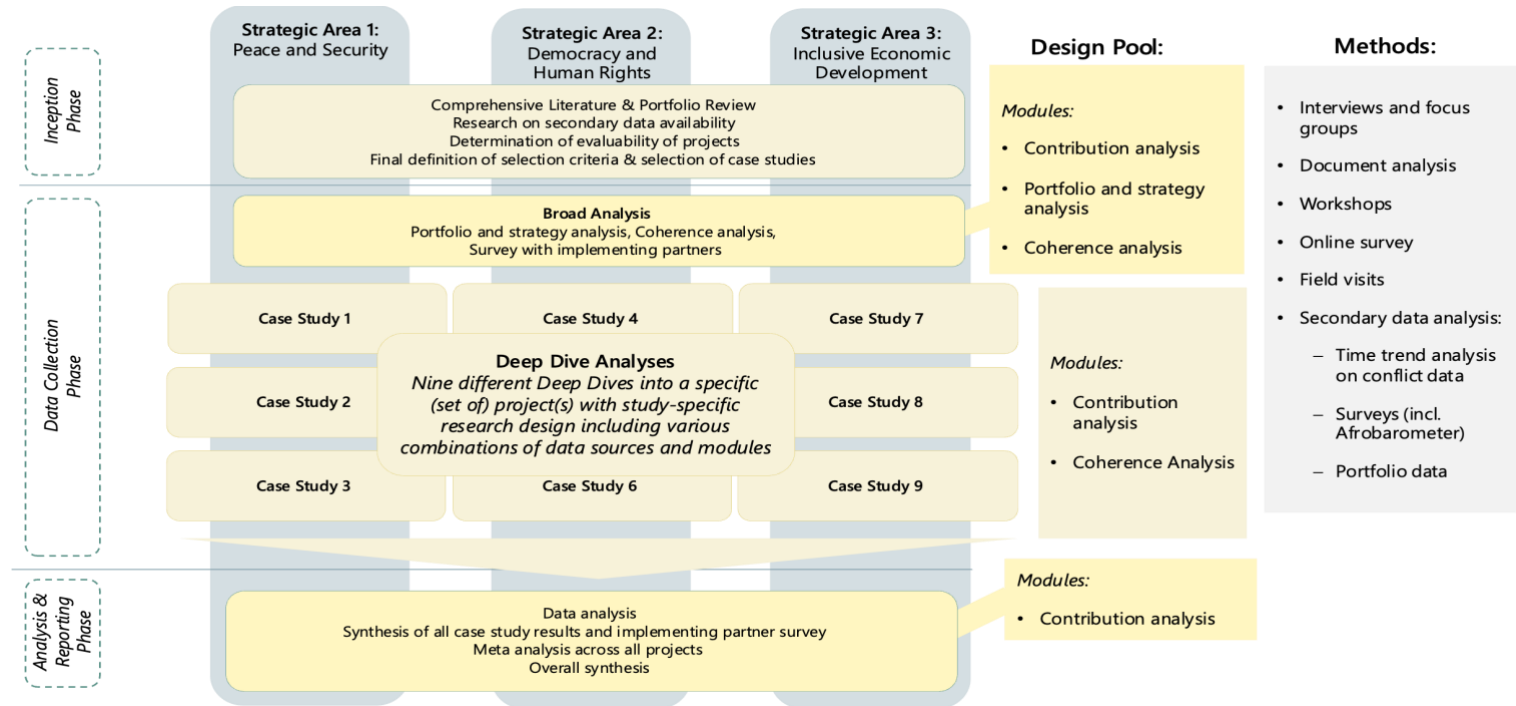 Strategic Area 1:
Peace and Security
Strategic Area 2:
Democracy and
Human Rights
Strategic Area 3:
Inclusive Economic
Development
Design Pool:
Methods:
Inception
Phase
Comprehensive Literature & Portfolio Review
Research on secondary data availability
Determination of evaluability of projects
Final definition of selection criteria & selection of case studies
Modules:
• Contribution analysis
• Portfolio and strategy
analysis
• Coherence analysis
• Interviews and focus
groups
• Document analysis
• Workshops
• Online survey
• Field visits
• Secondary data analysis:
– Time trend analysis
on conflict data
– Surveys (incl.
Afrobarometer)
– Portfolio data
Data Collection
Phase
Broad Analysis
Portfolio and strategy analysis, Coherence analysis,
Survey with implementing partners
Case Study 1
Case Study 4
Case Study 7
Deep Dive Analyses
Nine different Deep Dives into a specific
(set of) project(s) with study-specific
research design including various
combinations of data sources and modules
Case Study 2
Case Study 8
Case Study 3
Case Study 6
Case Study 9
Modules:
• Contribution
analysis
• Coherence Analysis
Analysis &
Reporting
Phase
Data analysis
Synthesis of all case study results and implementing partner survey
Meta analysis across all projects
Overall synthesis
Modules:
• Contribution analysis